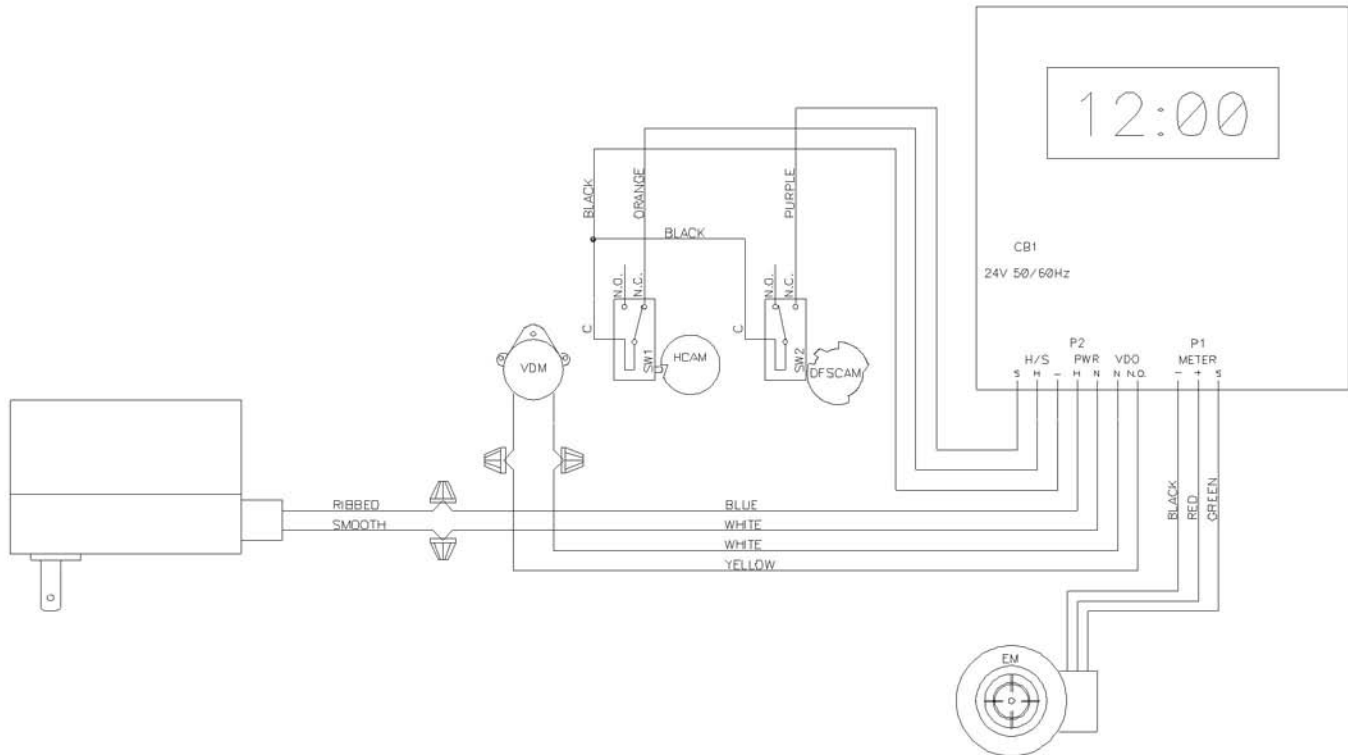 12:00
CB1
24V 50/60Hz
P2
P1
H/S PWR VDO METER
S H - H N N N.O. - + S
BLACK
ORANGE
PURPLE
BLACK
N.O.
N.C.
C
SW1
HCAM
N.O.
N.C.
C
SW2
DFSCAM
VDM
RIBBED
SMOOTH
BLUE
WHITE
WHITE
YELLOW
BLACK
RED
GREEN
EM